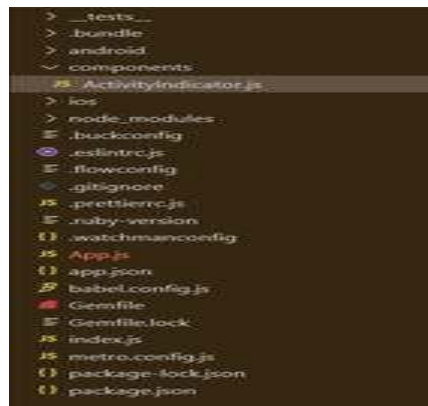 __tests__
.bundle
android
components
JS ActivityIndicator.js
ios
node_modules
.buckconfig
.eslintrc.js
.flowconfig
.gitignore
JS .prettierrc.js
.ruby-version
{} .watchmanconfig
JS App.js
{} app.json
babel.config.js
Gemfile
Gemfile.lock
JS index.js
JS metro.config.js
{} package-lock.json
{} package.json